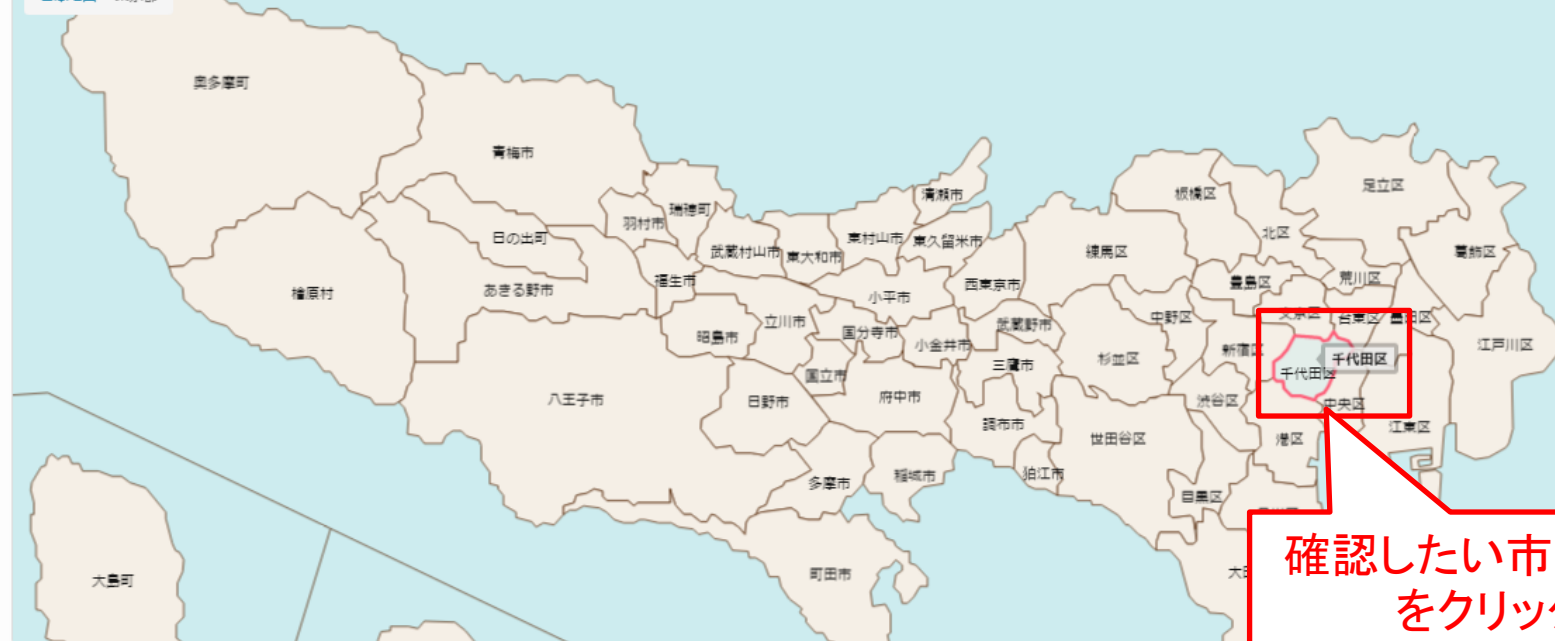 奥多摩町
青梅市
清瀬市
足立区
板橋区
羽村市
瑞穂町
北区
日の出町
武蔵村山市
東大和市
東村山市
東久留米市
練馬区
葛飾区
檜原村
あきる野市
福生市
小平市
西東京市
豊島区
荒川区
昭島市
立川市
国分寺市
小金井市
武蔵野市
中野区
文京区
台東区
墨田区
江戸川区
三鷹市
杉並区
新宿区
千代田区
千代田区
八王子市
日野市
国立市
府中市
渋谷区
中央区
調布市
世田谷区
港区
江東区
多摩市
稲城市
狛江市
目黒区
大島町
町田市
確認したい市
をクリッ